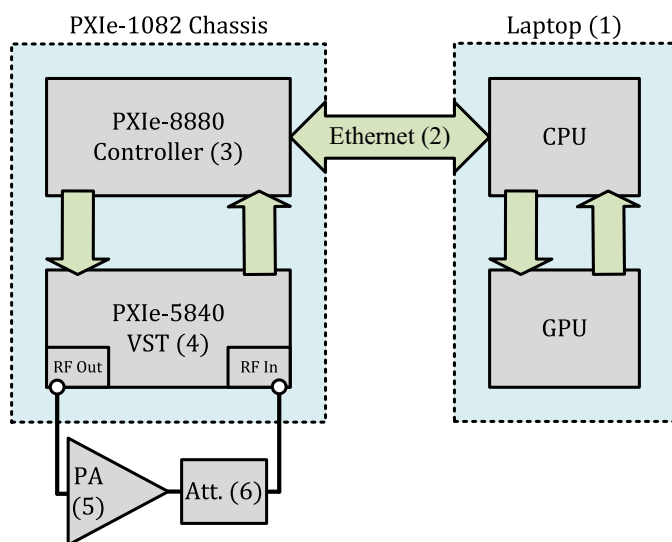 PXIe-1082 Chassis
Laptop (1)
PXIe-8880
Controller (3)
Ethernet (2)
CPU
PXIe-5840
VST (4)
RF Out
RF In
GPU
PA
(5)
Att. (6)